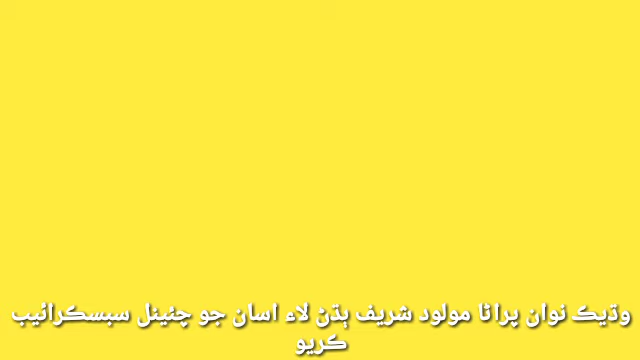 وڌيڪ نوان پراڻا مولود شريف ٻڌڻ لاءِ اسان جو چئينل سبسڪرائيب
ڪريو